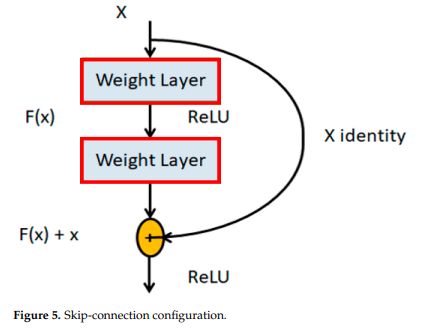 X
Weight Layer
F(x)
ReLU
X identity
Weight Layer
F(x) + x
+
ReLU
Figure 5. Skip-connection configuration.